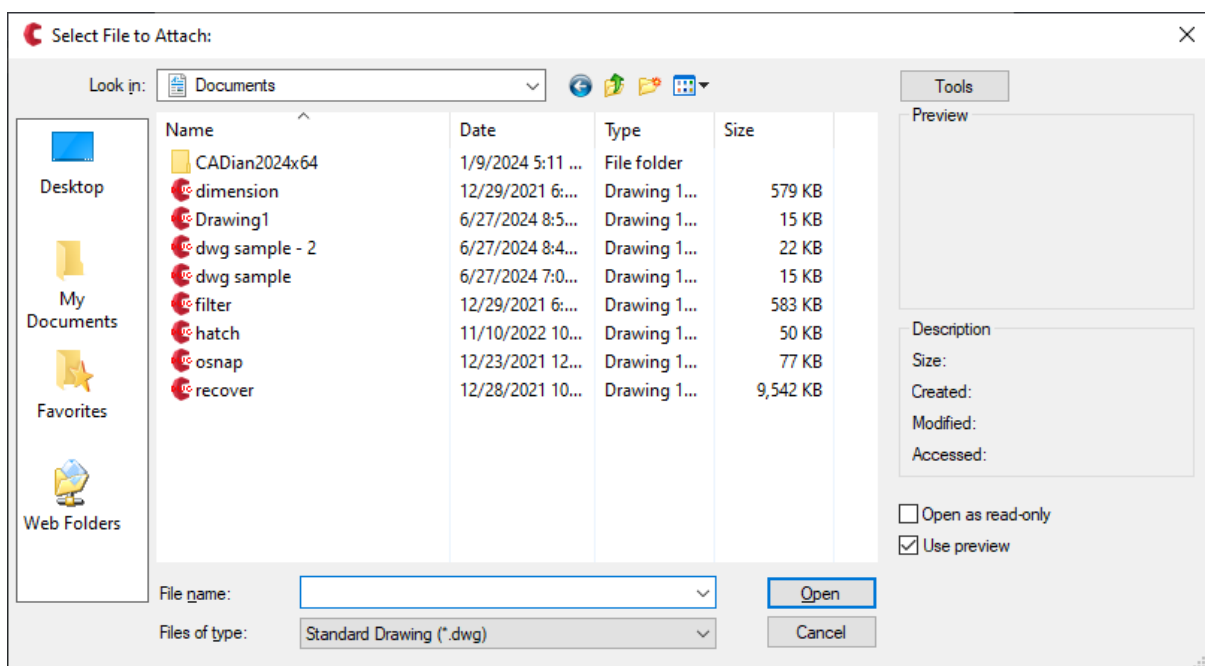 Select File to Attach:
Look in: Documents Tools
Name Date Type Size Preview
CADian2024x64 1/9/2024 5:11 ... File folder
Desktop dimension 12/29/2021 6:... Drawing 1... 579 KB
Drawing1 6/27/2024 8:5... Drawing 1... 15 KB
dwg sample - 2 6/27/2024 8:4... Drawing 1... 22 KB
dwg sample 6/27/2024 7:0... Drawing 1... 15 KB
My
Documents
filter 12/29/2021 6:... Drawing 1... 583 KB
hatch 11/10/2022 10... Drawing 1... 50 KB
osnap 12/23/2021 12... Drawing 1... 77 KB
recover 12/28/2021 10... Drawing 1... 9,542 KB
Favorites
Web Folders
Description
Size:
Created:
Modified:
Accessed:
Open as read-only
Use preview
File name: Open
Files of type: Standard Drawing (*.dwg) Cancel